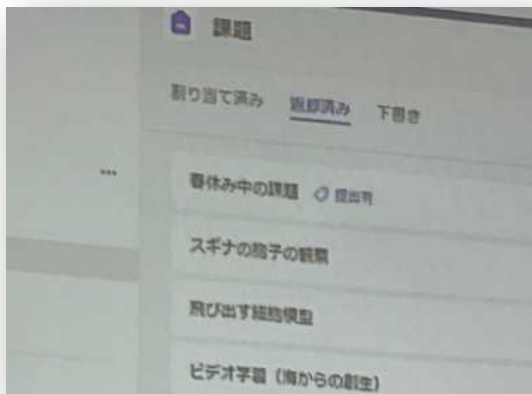 課題
割り当て済み 返却済み 下書き
春休み中の課題 提出有
スギナの胞子の観察
飛び出す細胞模型
ビデオ学習（海からの創生）